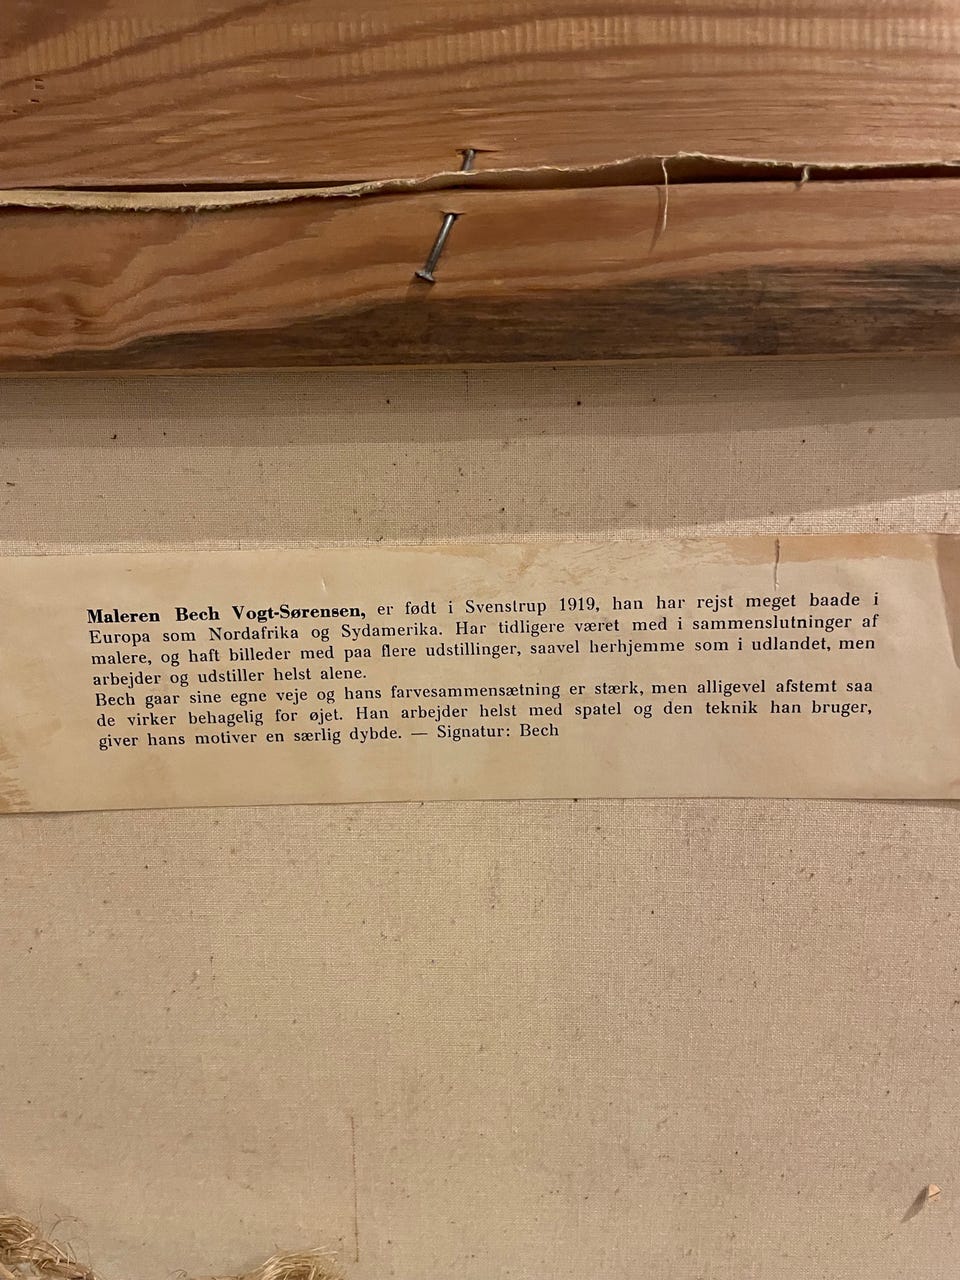 Maleren Bech Vogt-Sørensen, er født i Svenstrup 1919, han har rejst meget baade i
Europa som Nordafrika og Sydamerika. Har tidligere været med i sammenslutninger af
malere, og haft billeder med paa flere udstillinger, saavel herhjemme som i udlandet, men
arbejder og udstiller helst alene.
Bech gaar sine egne veje og hans farvesammensætning er stærk, men alligevel afstemt saa
de virker behagelig for øjet. Han arbejder helst med spatel og den teknik han bruger,
giver hans motiver en særlig dybde. — Signatur: Bech